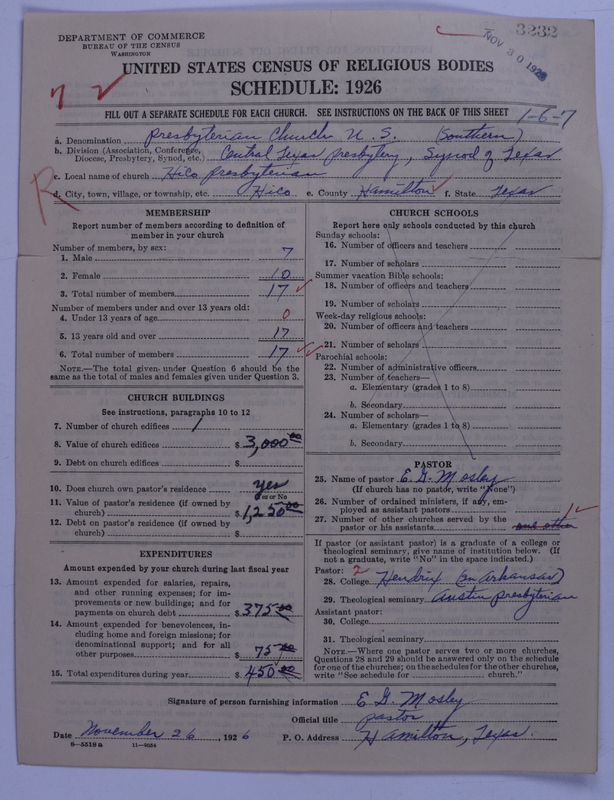 DEPARTMENT OF COMMERCE
BUREAU OF THE CENSUS
WASHINGTON
3232
NOV 30 1926
UNITED STATES CENSUS OF RELIGIOUS BODIES
SCHEDULE: 1926
7 2
FILL OUT A SEPARATE SCHEDULE FOR EACH CHURCH. SEE INSTRUCTIONS ON THE BACK OF THIS SHEET
1-6-7
a. Denomination Presbyterian Church U. S. (Southern)
b. Division (Association, Conference, Diocese, Presbytery, Synod, etc.) Central Texas presbytery, Synod of Texas
c. Local name of church Hico Presbyterian
R
d. City, town, village, or township, etc. Hico e. County Hamilton f. State Texas
MEMBERSHIP
Report number of members according to definition of
member in your church
Number of members, by sex:
1. Male 7
2. Female 10
3. Total number of members 17
Number of members under and over 13 years old:
4. Under 13 years of age 0
5. 13 years old and over 17
6. Total number of members 17
NOTE.—The total given under Question 6 should be the
same as the total of males and females given under Question 3.
CHURCH BUILDINGS
See instructions, paragraphs 10 to 12
7. Number of church edifices 1
8. Value of church edifices $ 3,000 00
9. Debt on church edifices $
10. Does church own pastor's residence yes
Yes or No
11. Value of pastor's residence (if owned by
church) $ 1,250 00
12. Debt on pastor's residence (if owned by
church) $
EXPENDITURES
Amount expended by your church during last fiscal year
13. Amount expended for salaries, repairs,
and other running expenses; for im-
provements or new buildings; and for
payments on church debt $ 375 00
14. Amount expended for benevolences, in-
cluding home and foreign missions; for
denominational support; and for all
other purposes $ 75 00
15. Total expenditures during year $ 450 00
CHURCH SCHOOLS
Report here only schools conducted by this church
Sunday schools:
16. Number of officers and teachers
17. Number of scholars
Summer vacation Bible schools:
18. Number of officers and teachers
19. Number of scholars
Week-day religious schools:
20. Number of officers and teachers
21. Number of scholars
Parochial schools:
22. Number of administrative officers
23. Number of teachers—
a. Elementary (grades 1 to 8)
b. Secondary
24. Number of scholars—
a. Elementary (grades 1 to 8)
b. Secondary
PASTOR
25. Name of pastor E. G. Mosley
(If church has no pastor, write "None")
26. Number of ordained ministers, if any, em-
ployed as assistant pastors
27. Number of other churches served by the
pastor or his assistants one other 1
If pastor (or assistant pastor) is a graduate of a college or
theological seminary, give name of institution below. (If
not a graduate, write "No" in the space indicated.)
Pastor: 2
28. College Hendrix (in Arkansas)
29. Theological seminary Austin presbyterian
Assistant pastor:
30. College
31. Theological seminary
NOTE.—Where one pastor serves two or more churches,
Questions 28 and 29 should be answered only on the schedule
for one of the churches; on the schedules for the other churches,
write "See schedule for church."
Signature of person furnishing information E G. Mosley
Official title pastor
Date November 26, 1926 P. O. Address Hamilton, Texas.
6—5518 a 11—9084